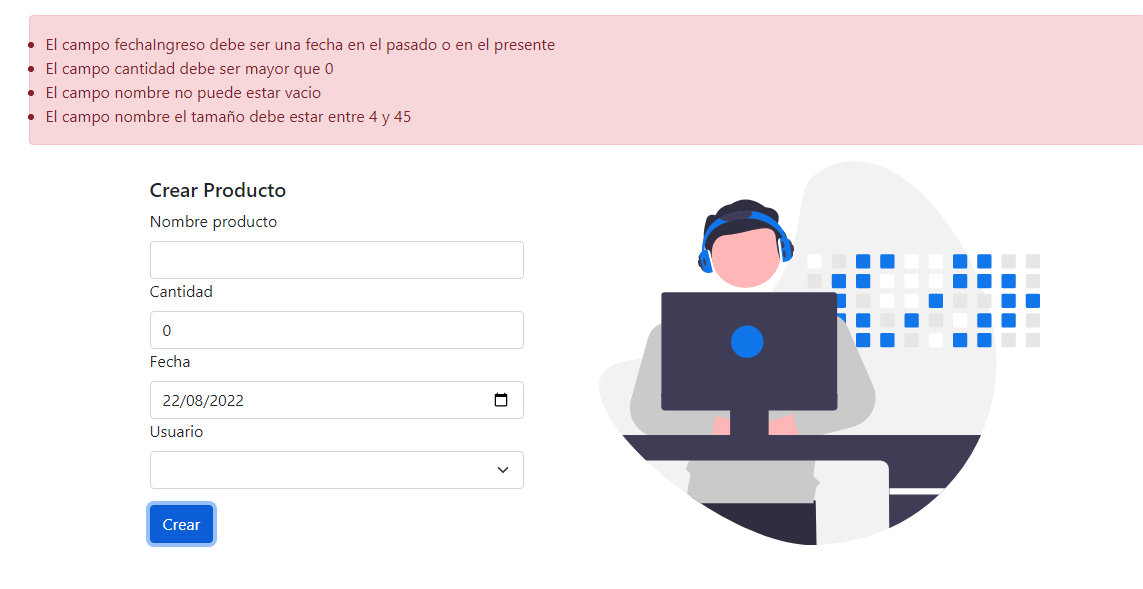 El campo fechaIngreso debe ser una fecha en el pasado o en el presente
El campo cantidad debe ser mayor que 0
El campo nombre no puede estar vacio
El campo nombre el tamaño debe estar entre 4 y 45
Crear Producto
Nombre producto
Cantidad
0
Fecha
22/08/2022
Usuario
Crear